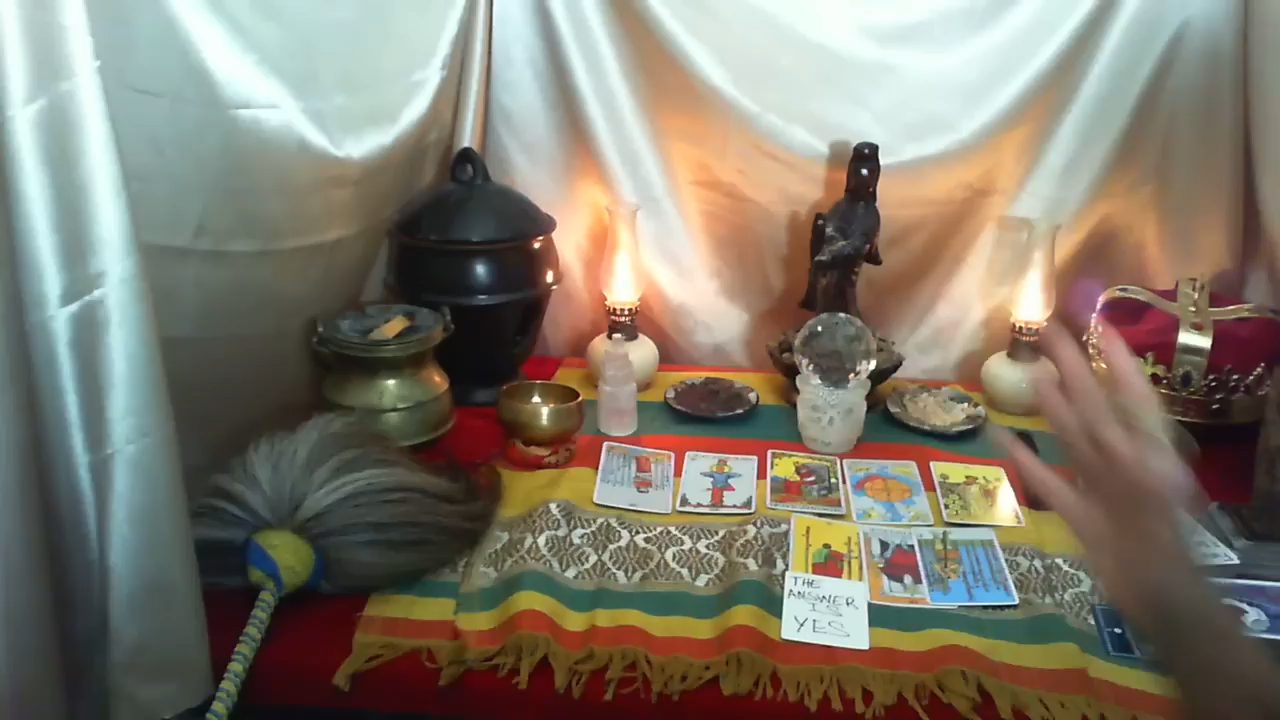 THE
ANSWER
IS
YES